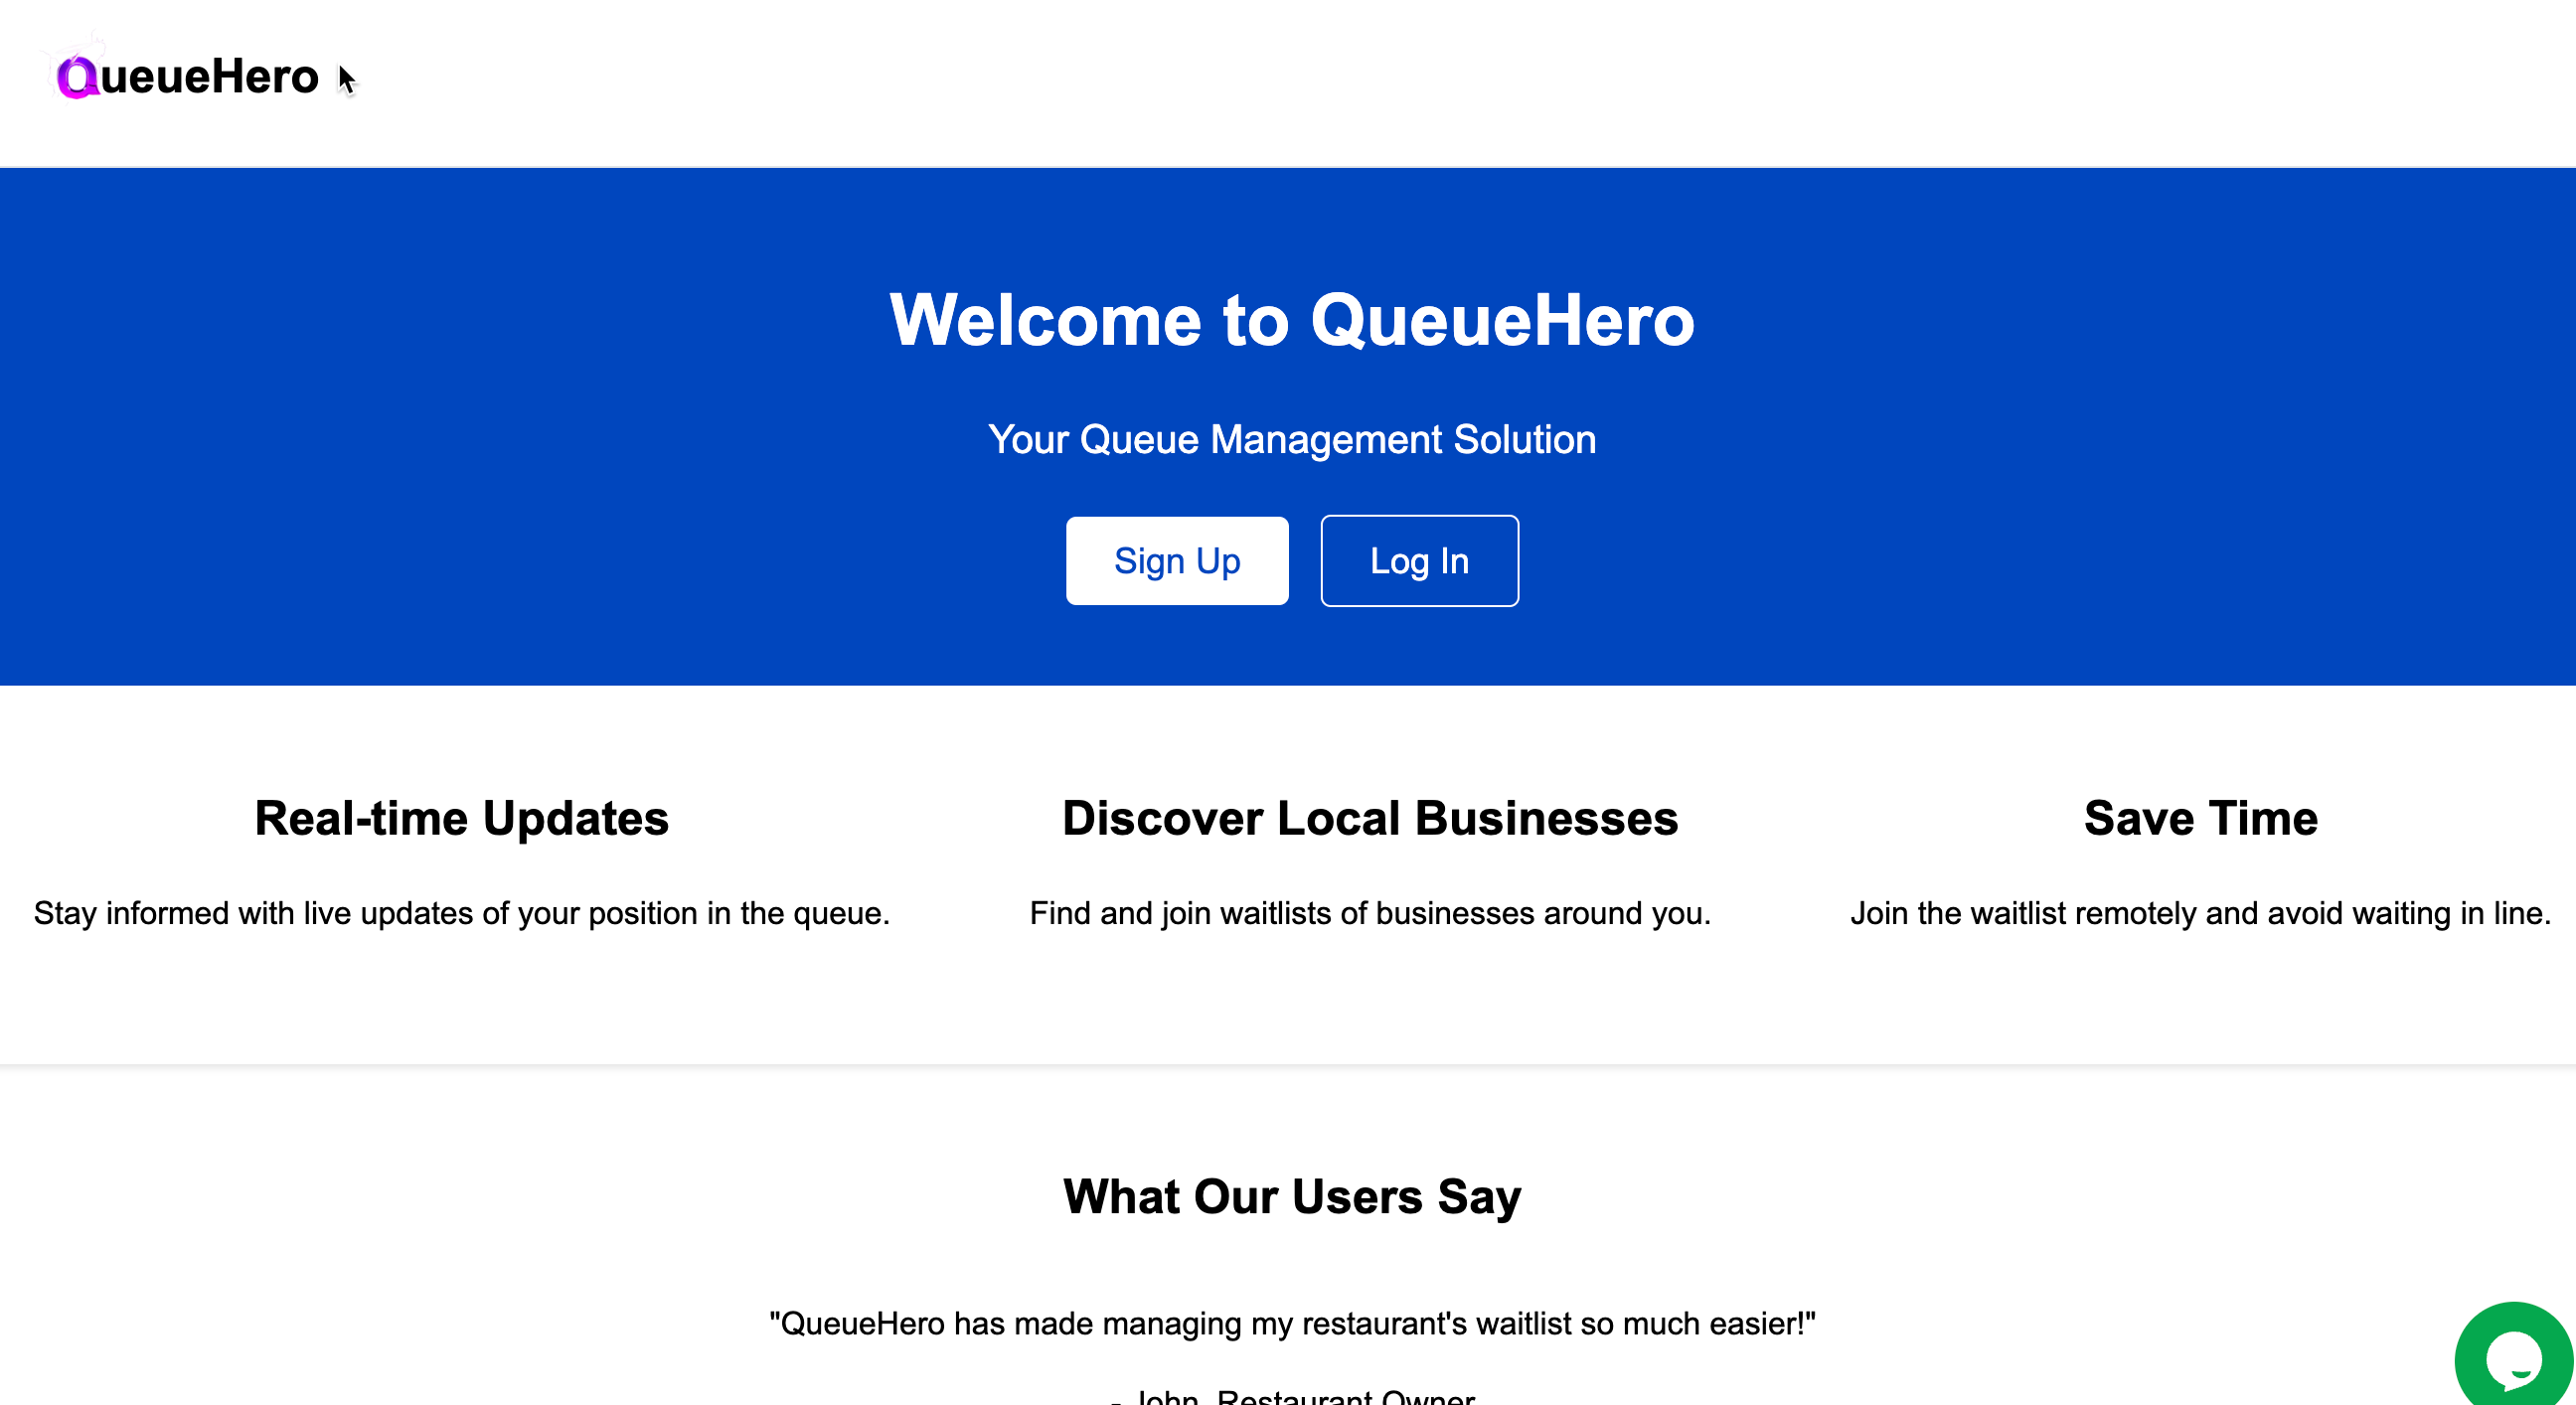 QueueHero
Welcome to QueueHero
Your Queue Management Solution
Sign Up
Log In
Real-time Updates
Stay informed with live updates of your position in the queue.
Discover Local Businesses
Find and join waitlists of businesses around you.
Save Time
Join the waitlist remotely and avoid waiting in line.
What Our Users Say
"QueueHero has made managing my restaurant's waitlist so much easier!"
- John, Restaurant Owner